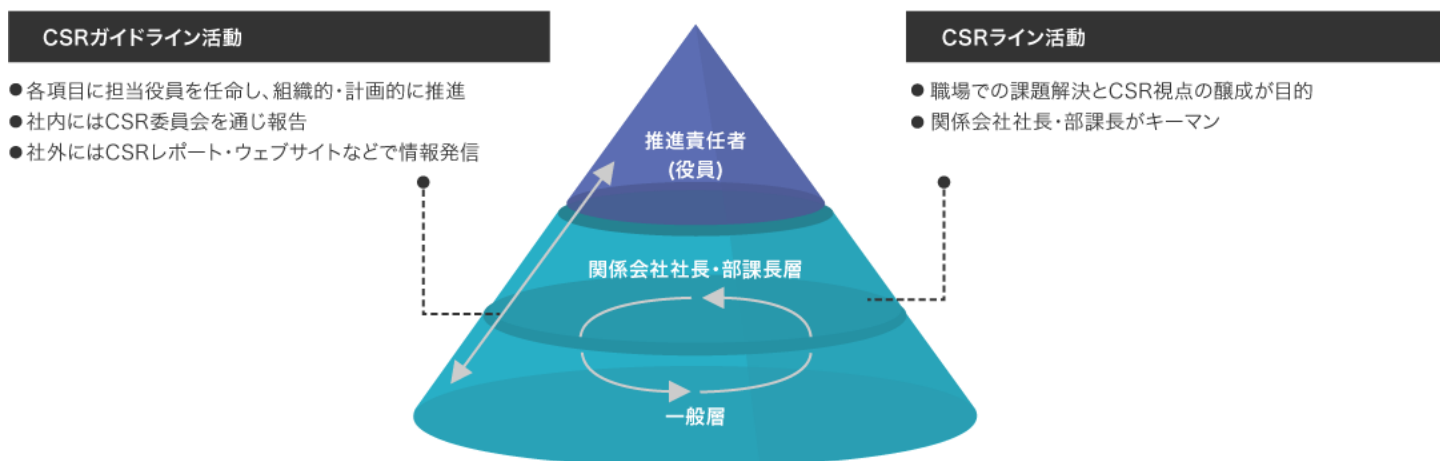 CSRガイドライン活動
●各項目に担当役員を任命し、組織的・計画的に推進
●社内にはCSR委員会を通じ報告
●社外にはCSRレポート・ウェブサイトなどで情報発信
CSRライン活動
●職場での課題解決とCSR視点の醸成が目的
●関係会社社長・部課長がキーマン
推進責任者
(役員)
関係会社社長・部課長層
一般層